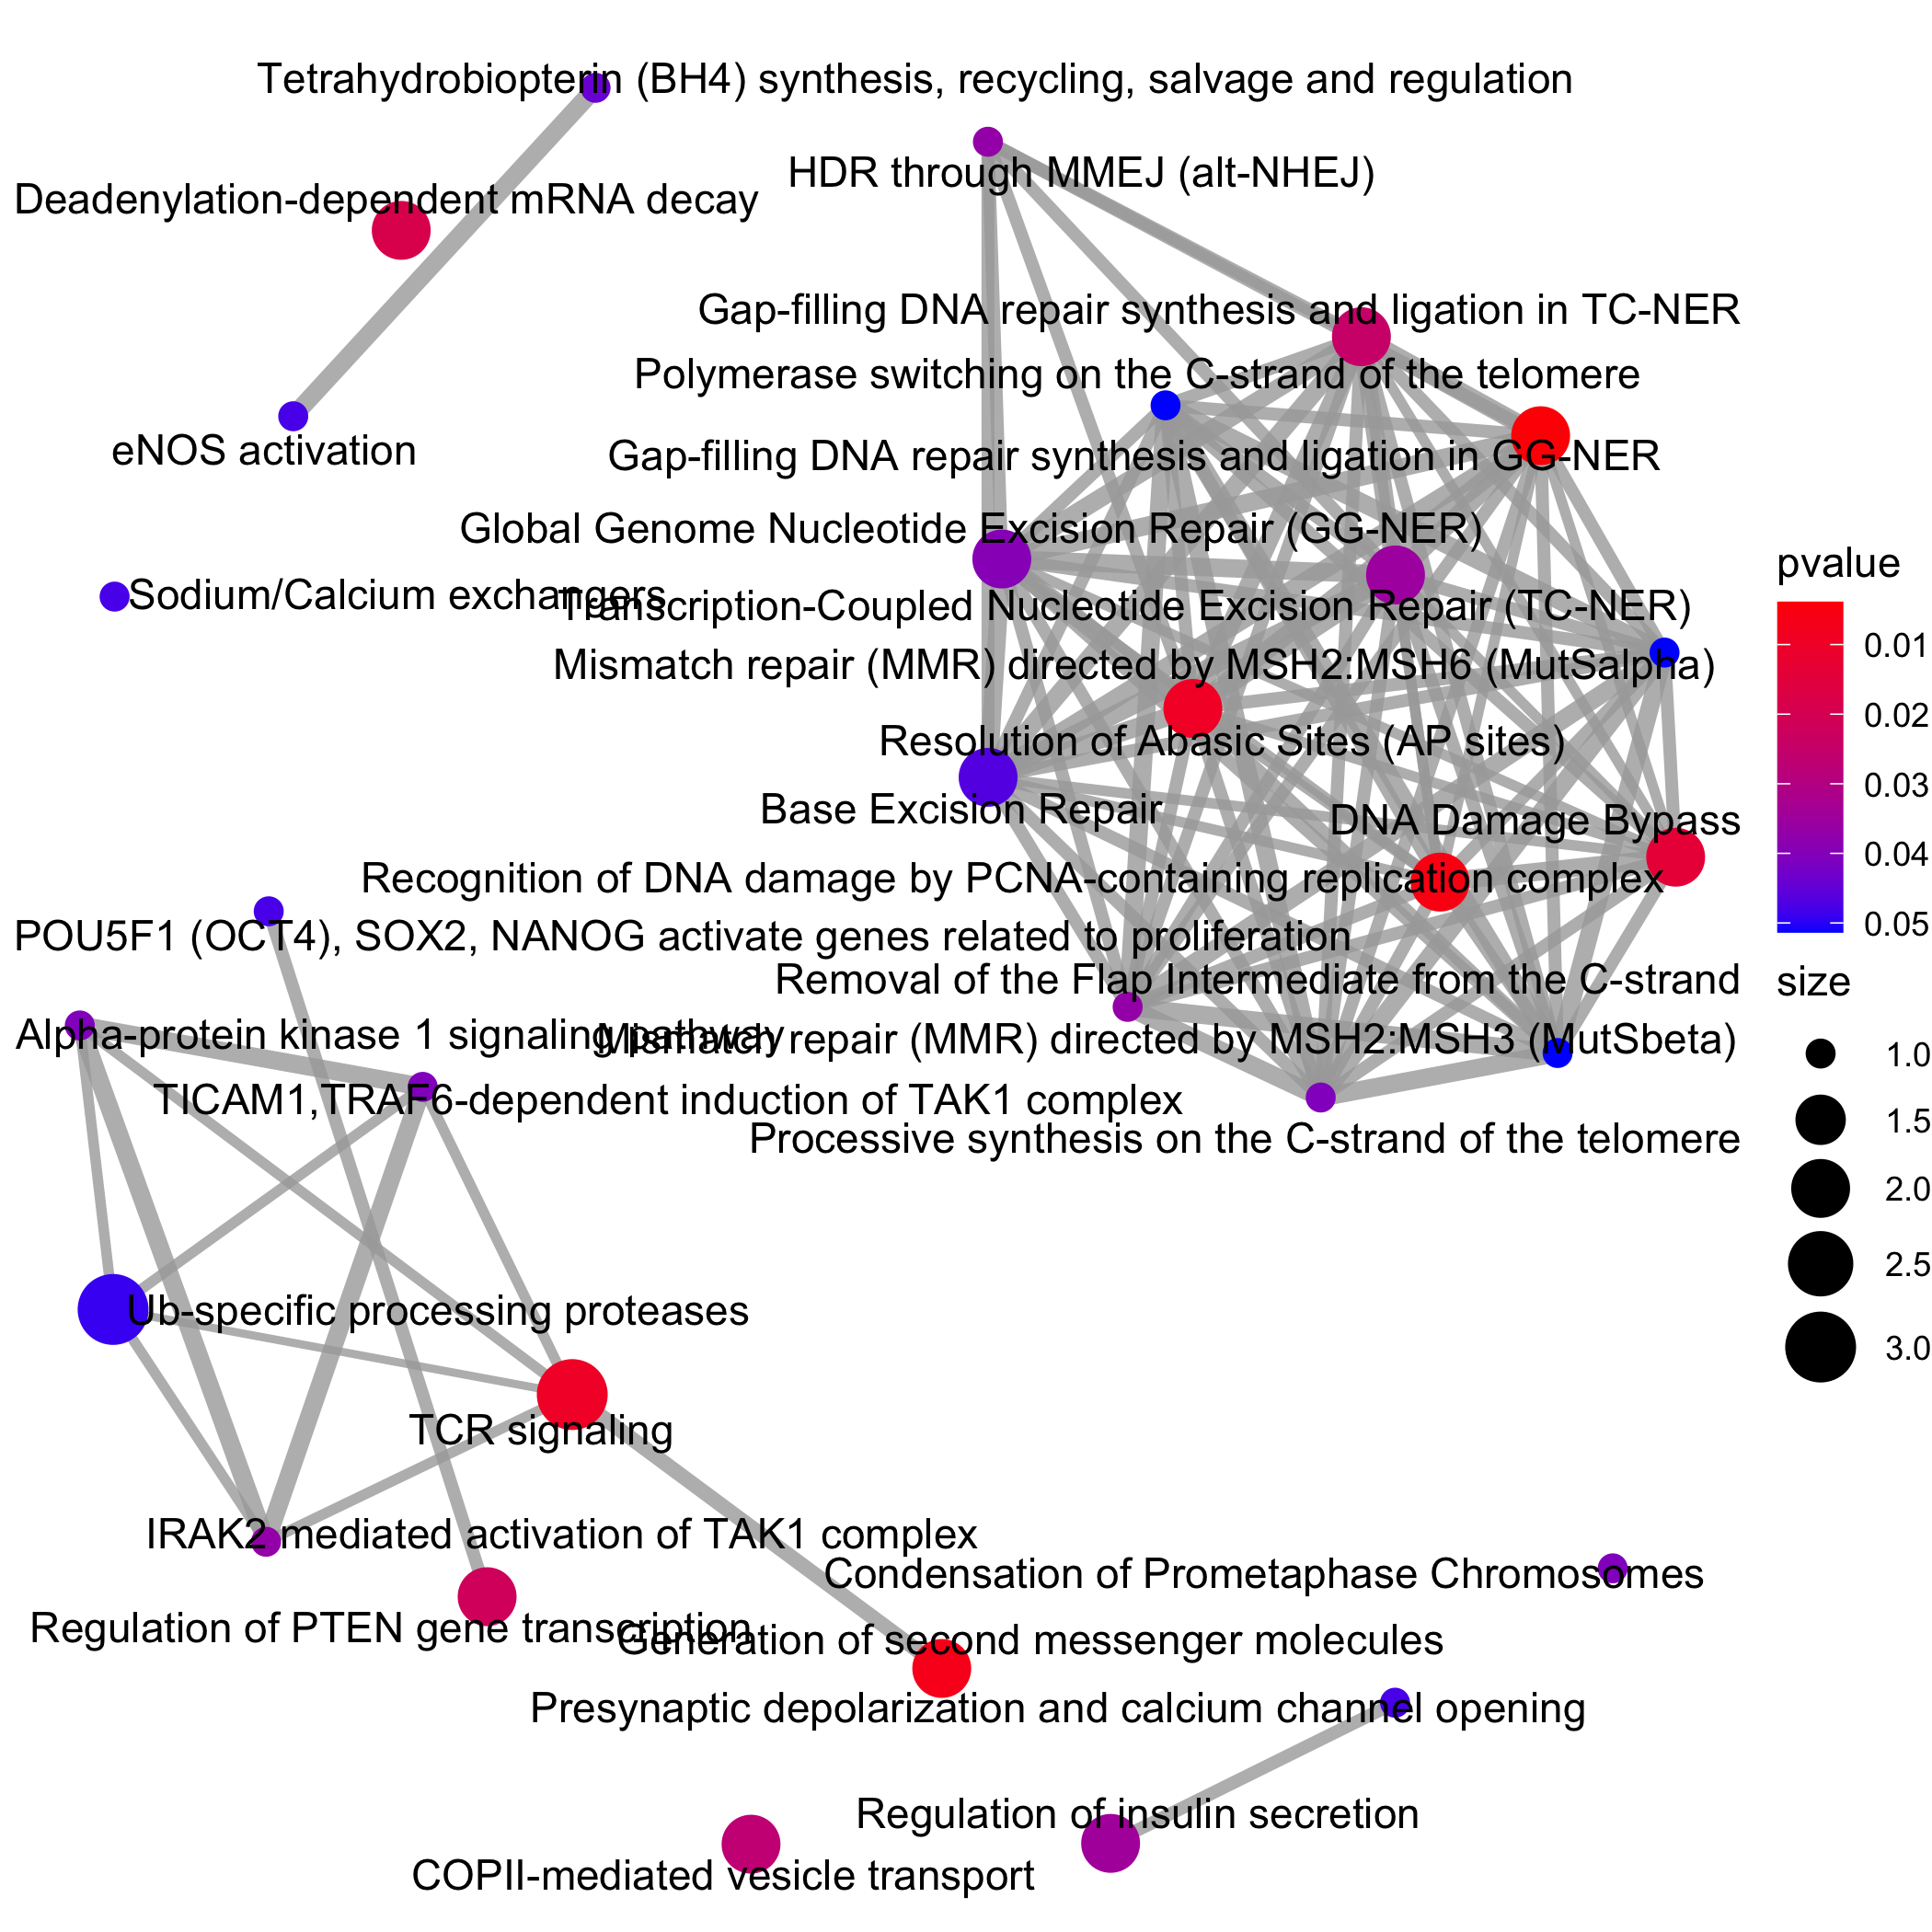 Tetrahydrobiopterin (BH4) synthesis, recycling, salvage and regulation
HDR through MMEJ (alt-NHEJ)
Deadenylation-dependent mRNA decay
Gap-filling DNA repair synthesis and ligation in TC-NER
Polymerase switching on the C-strand of the telomere
eNOS activation
Gap-filling DNA repair synthesis and ligation in GG-NER
Global Genome Nucleotide Excision Repair (GG-NER)
Sodium/Calcium exchangers
Transcription-Coupled Nucleotide Excision Repair (TC-NER)
Mismatch repair (MMR) directed by MSH2:MSH6 (MutSalpha)
Resolution of Abasic Sites (AP sites)
Base Excision Repair
DNA Damage Bypass
Recognition of DNA damage by PCNA-containing replication complex
POU5F1 (OCT4), SOX2, NANOG activate genes related to proliferation
Removal of the Flap Intermediate from the C-strand
Alpha-protein kinase 1 signaling pathway
Mismatch repair (MMR) directed by MSH2:MSH3 (MutSbeta)
TICAM1,TRAF6-dependent induction of TAK1 complex
Processive synthesis on the C-strand of the telomere
Ub-specific processing proteases
TCR signaling
IRAK2 mediated activation of TAK1 complex
Condensation of Prometaphase Chromosomes
Regulation of PTEN gene transcription
Generation of second messenger molecules
Presynaptic depolarization and calcium channel opening
Regulation of insulin secretion
COPII-mediated vesicle transport
pvalue
0.01
0.02
0.03
0.04
0.05
size
1.0
1.5
2.0
2.5
3.0